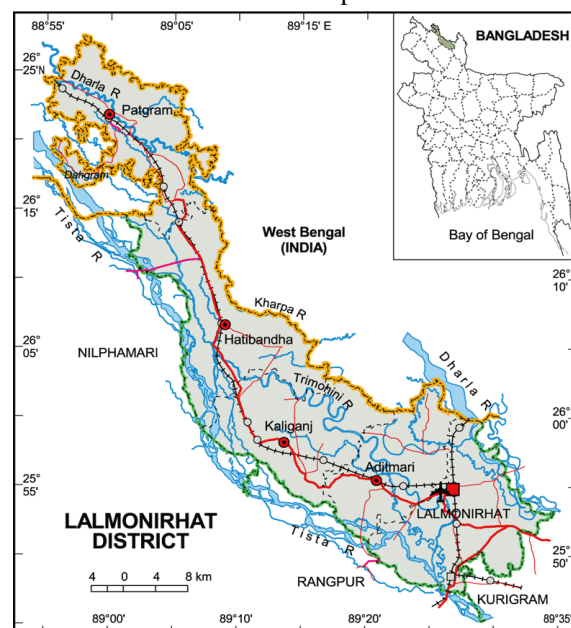 88°55'
89°05'
89°15' E
BANGLADESH
26°
25'N
Dharla R
Patgram
Dahgram
26°
15'
Tista R
West Bengal
(INDIA)
Bay of Bengal
26°
10'
Kharpa R
26°
05'
NILPHAMARI
Hatibandha
Dharla R
Trimohini R
26°
00'
Kaliganj
Aditmari
25°
55'
LALMONIRHAT
LALMONIRHAT
DISTRICT
Tista R
25°
50'
4 0 4 8 km
RANGPUR
KURIGRAM
89°00'
89°10'
89°20'
89°35'